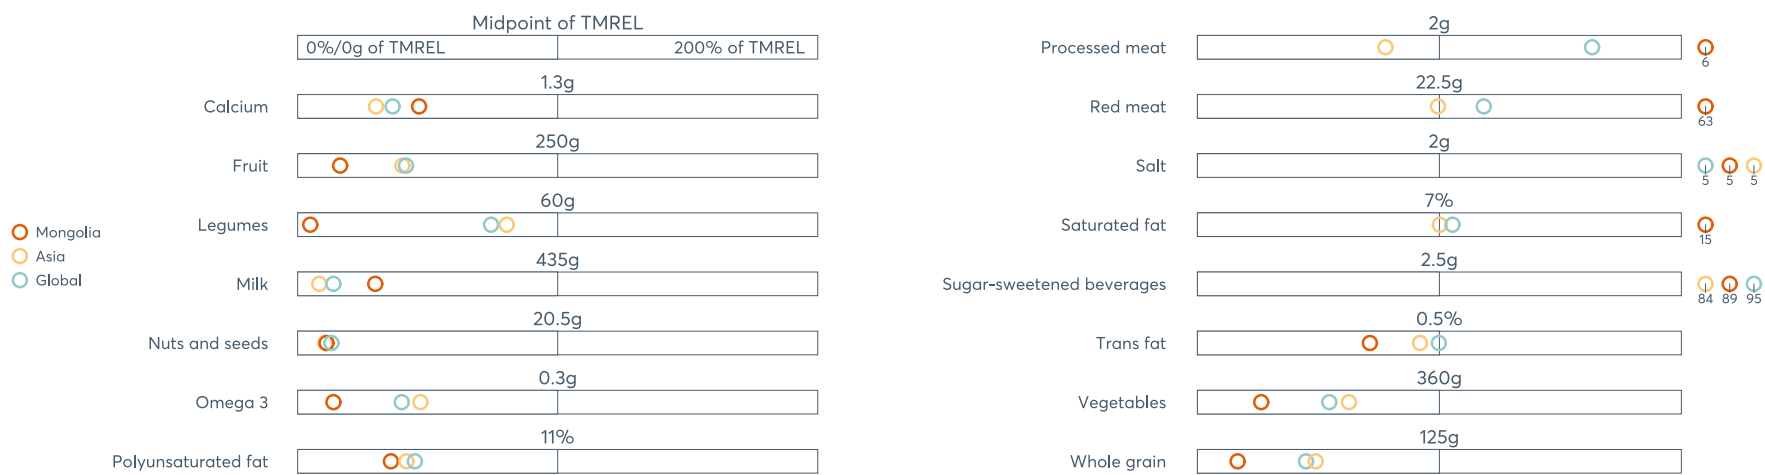 Midpoint of TMREL
0%/0g of TMREL
200% of TMREL
1.3g
Calcium
250g
Fruit
60g
Legumes
435g
Milk
20.5g
Nuts and seeds
0.3g
Omega 3
11%
Polyunsaturated fat
Mongolia
Asia
Global
2g
Processed meat
6
22.5g
Red meat
63
2g
Salt
5 5 5
7%
Saturated fat
15
2.5g
Sugar-sweetened beverages
84 89 95
0.5%
Trans fat
360g
Vegetables
125g
Whole grain